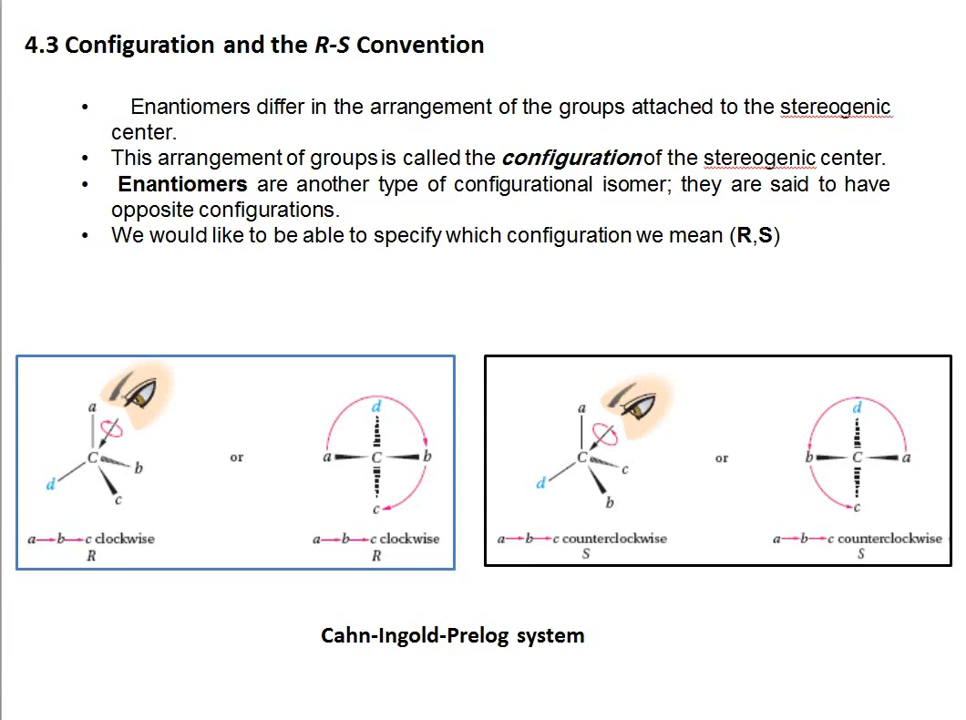 4.3 Configuration and the R-S Convention
• Enantiomers differ in the arrangement of the groups attached to the stereogenic
center.
• This arrangement of groups is called the configuration of the stereogenic center.
• Enantiomers are another type of configurational isomer; they are said to have
opposite configurations.
• We would like to be able to specify which configuration we mean (R,S)
a
C
b
d
c
a→b→c clockwise
R
or
d
a C b
c
a→b→c clockwise
R
a
C
c
d
b
a→b→c counterclockwise
S
or
d
b C a
c
a→b→c counterclockwise
S
Cahn-Ingold-Prelog system